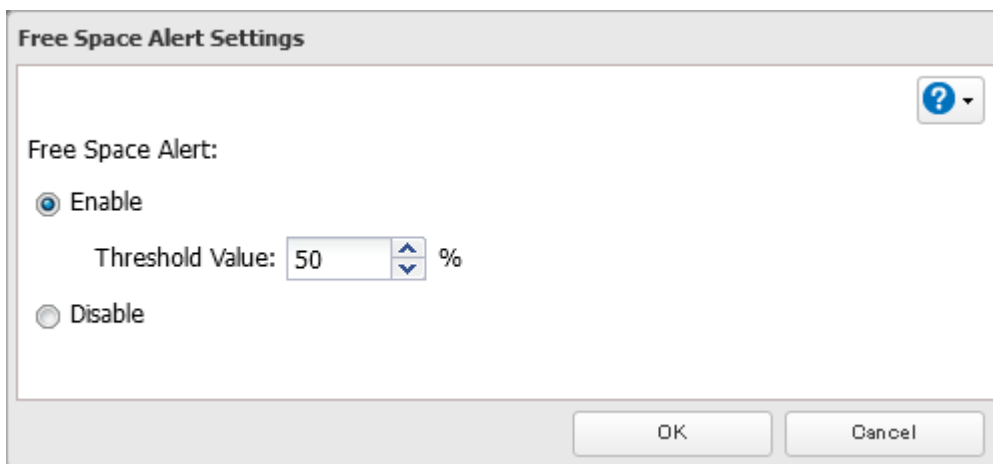 Free Space Alert Settings
?
Free Space Alert:
Enable
Threshold Value: 50 %
Disable
OK Cancel